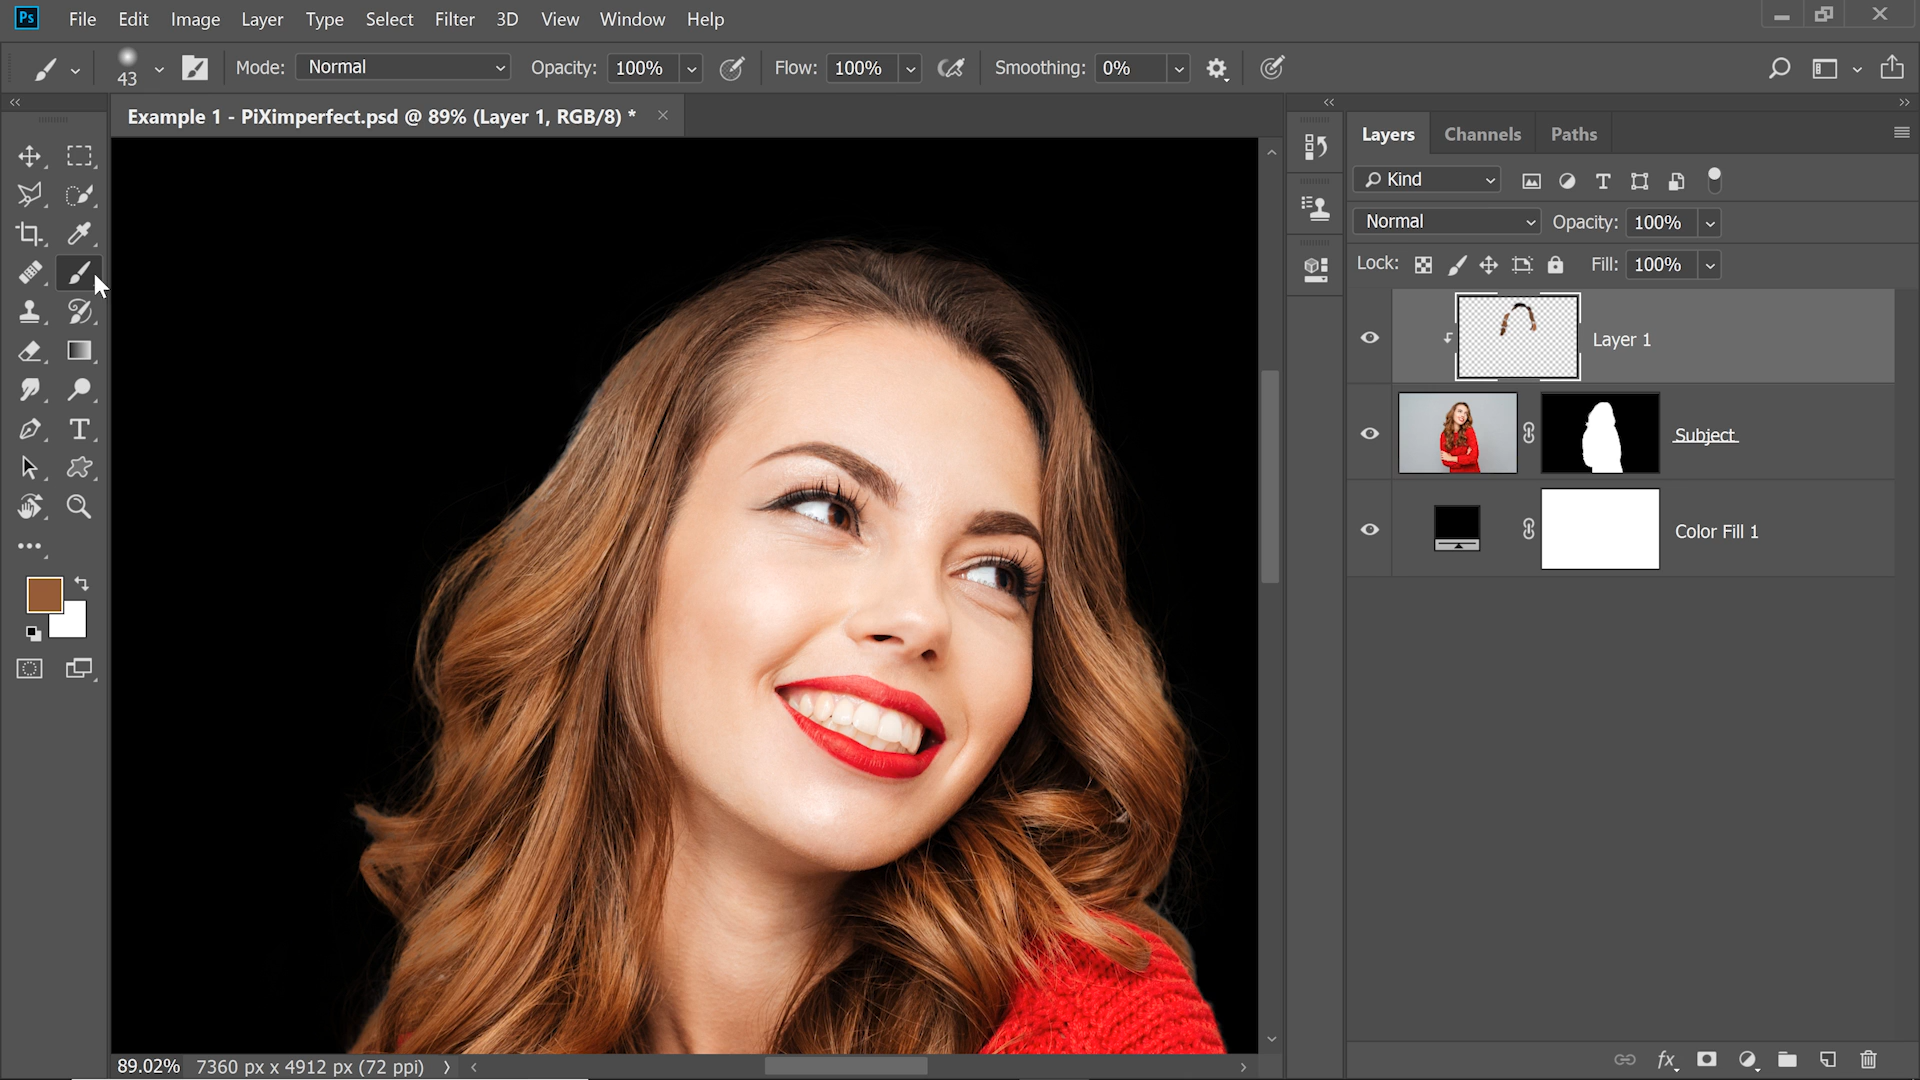 Ps File Edit Image Layer Type Select Filter 3D View Window Help
43 Mode: Normal Opacity: 100% Flow: 100% Smoothing: 0%
Example 1 - PiXimperfect.psd @ 89% (Layer 1, RGB/8) *
Layers Channels Paths
Kind
Normal Opacity: 100%
Lock: Fill: 100%
Layer 1
Subject
Color Fill 1
89.02% 7360 px x 4912 px (72 ppi)
fx